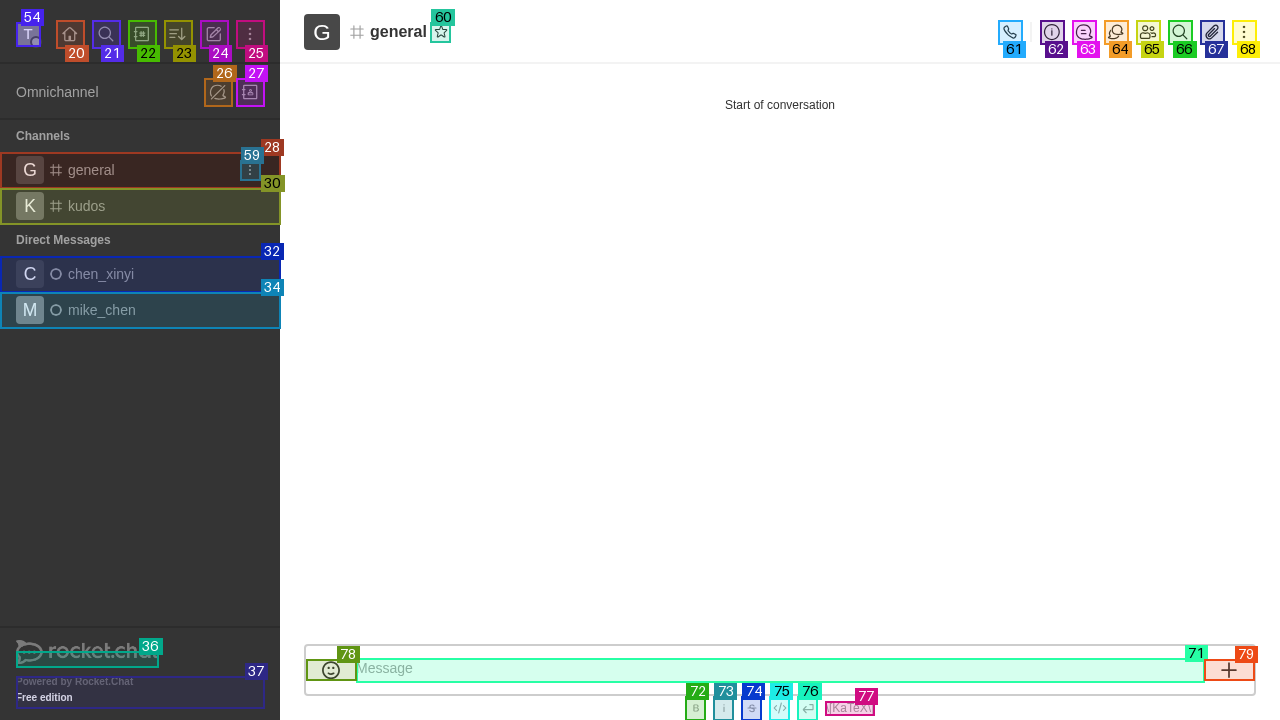 54
T
20
21
22
23
24
25
G
general
60
61
62
63
64
65
66
67
68
Omnichannel
26
27
Start of conversation
Channels
28
G general
59
30
K kudos
Direct Messages
32
C chen_xinyi
34
M mike_chen
rocket.chat
36
37
Powered by Rocket.Chat
Free edition
78
Message
71
79
72
73
74
75
76
77
B
i
S
</>
\[KaTeX\]